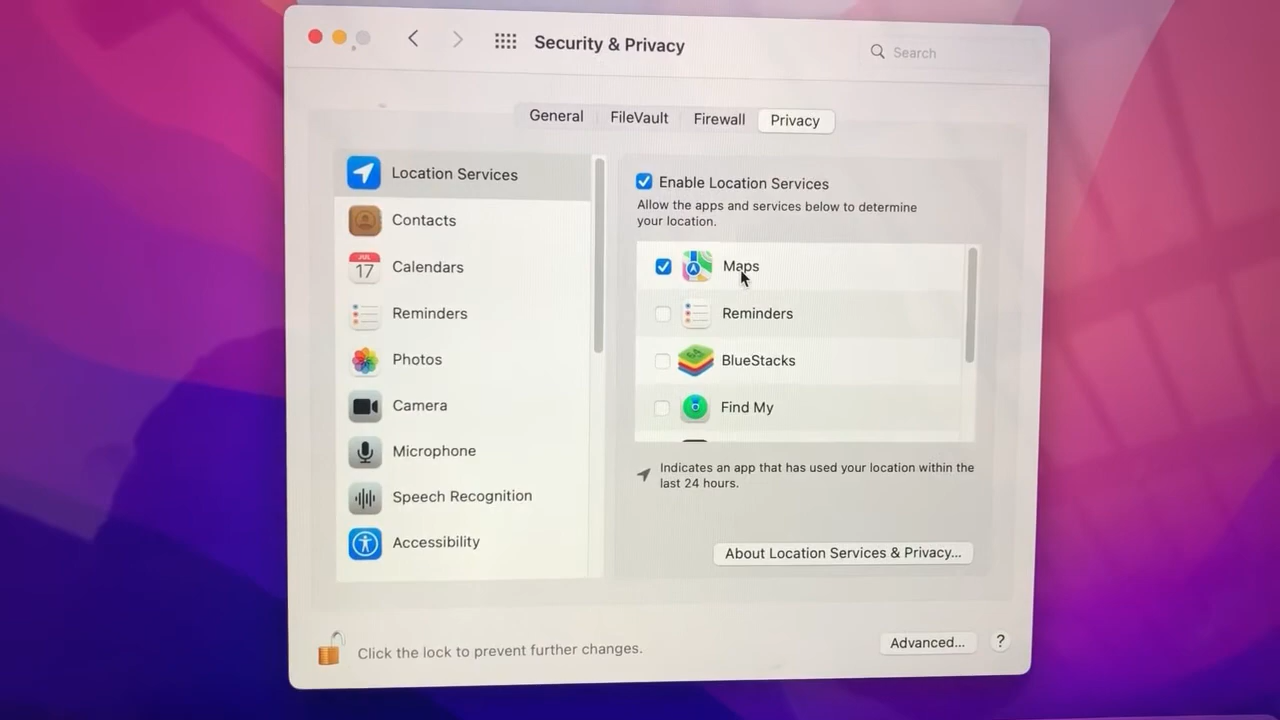 Security & Privacy
Search
General
FileVault
Firewall
Privacy
Location Services
Contacts
JUL
17
Calendars
Reminders
Photos
Camera
Microphone
Speech Recognition
Accessibility
Enable Location Services
Allow the apps and services below to determine
your location.
Maps
Reminders
BlueStacks
Find My
Indicates an app that has used your location within the
last 24 hours.
About Location Services & Privacy...
Click the lock to prevent further changes.
Advanced...
?